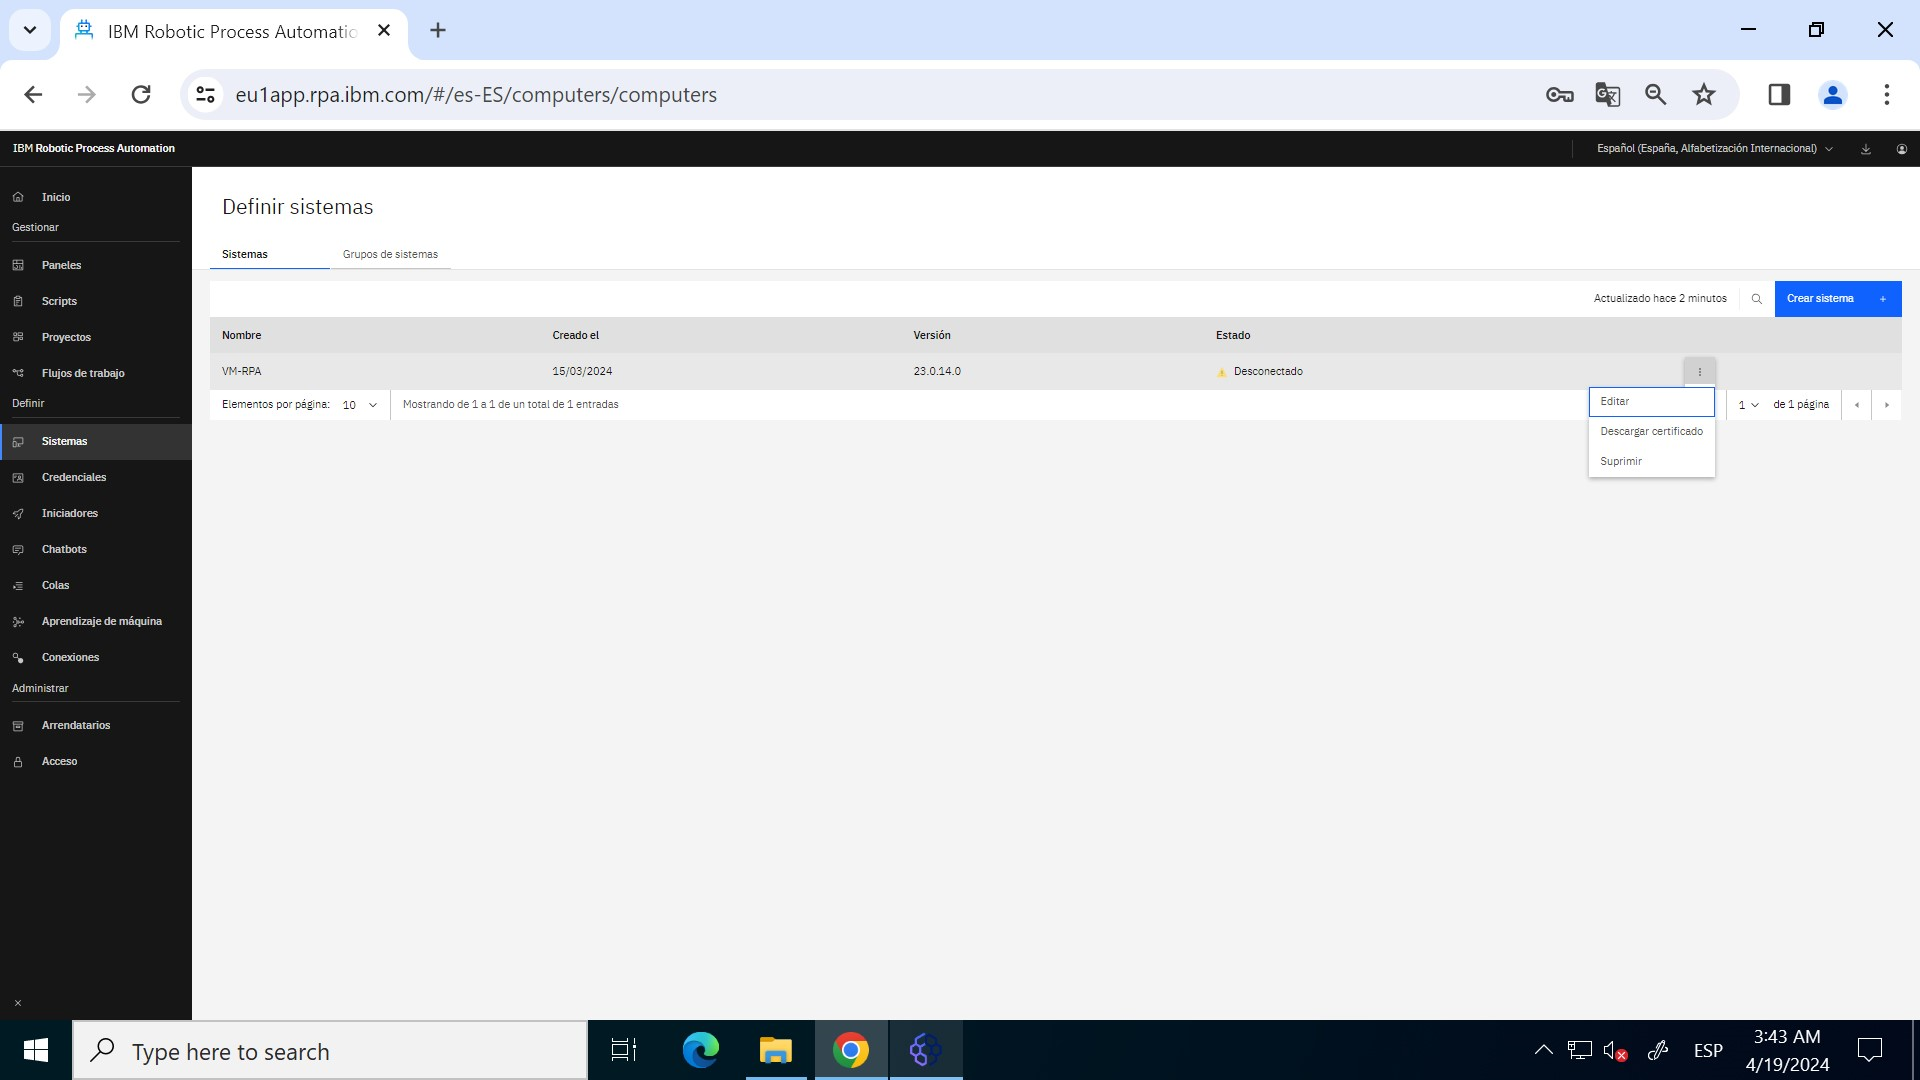 IBM Robotic Process Automatio
eu1app.rpa.ibm.com/#/es-ES/computers/computers
IBM Robotic Process Automation
Español (España, Alfabetización Internacional)
Inicio
Gestionar
Paneles
Scripts
Proyectos
Flujos de trabajo
Definir
Sistemas
Credenciales
Iniciadores
Chatbots
Colas
Aprendizaje de máquina
Conexiones
Administrar
Arrendatarios
Acceso
Definir sistemas
Sistemas Grupos de sistemas
Actualizado hace 2 minutos Crear sistema +
Nombre Creado el Versión Estado
VM-RPA 15/03/2024 23.0.14.0 Desconectado
Elementos por página: 10 Mostrando de 1 a 1 de un total de 1 entradas 1 de 1 página
Editar
Descargar certificado
Suprimir
Type here to search
ESP
3:43 AM
4/19/2024